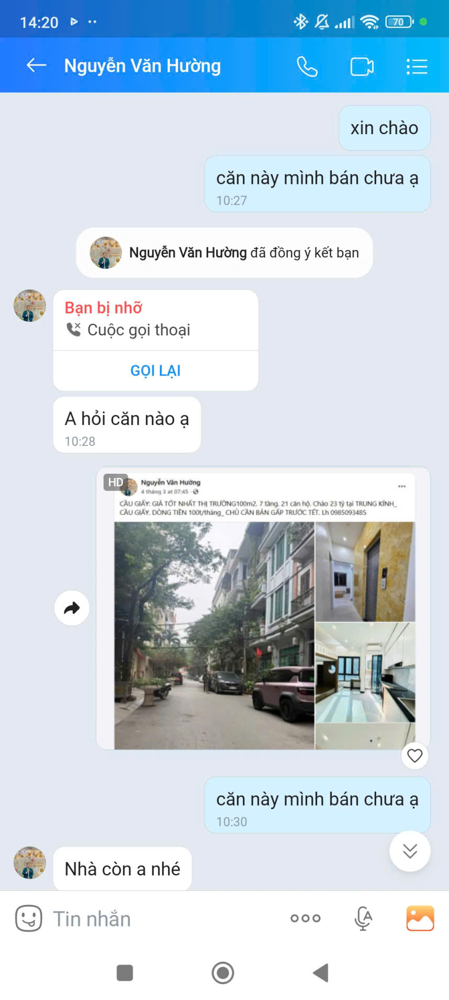 14:20
70
Nguyễn Văn Hường
xin chào
căn này mình bán chưa ạ
10:27
Nguyễn Văn Hường đã đồng ý kết bạn
Bạn bị nhỡ
Cuộc gọi thoại
GỌI LẠI
A hỏi căn nào ạ
10:28
HD
Nguyễn Văn Hường
4 tháng 3 at 07:45
CẦU GIẤY: GIÁ TỐT NHẤT THỊ TRƯỜNG100m2. 7 tầng. 21 căn hộ. Chào 23 tỷ tại TRUNG KÍNH_
CẦU GIẤY. DÒNG TIỀN 100t/tháng_ CHỦ CẦN BÁN GẤP TRƯỚC TẾT. Lh 0985093485
căn này mình bán chưa ạ
10:30
Nhà còn a nhé
Tin nhắn